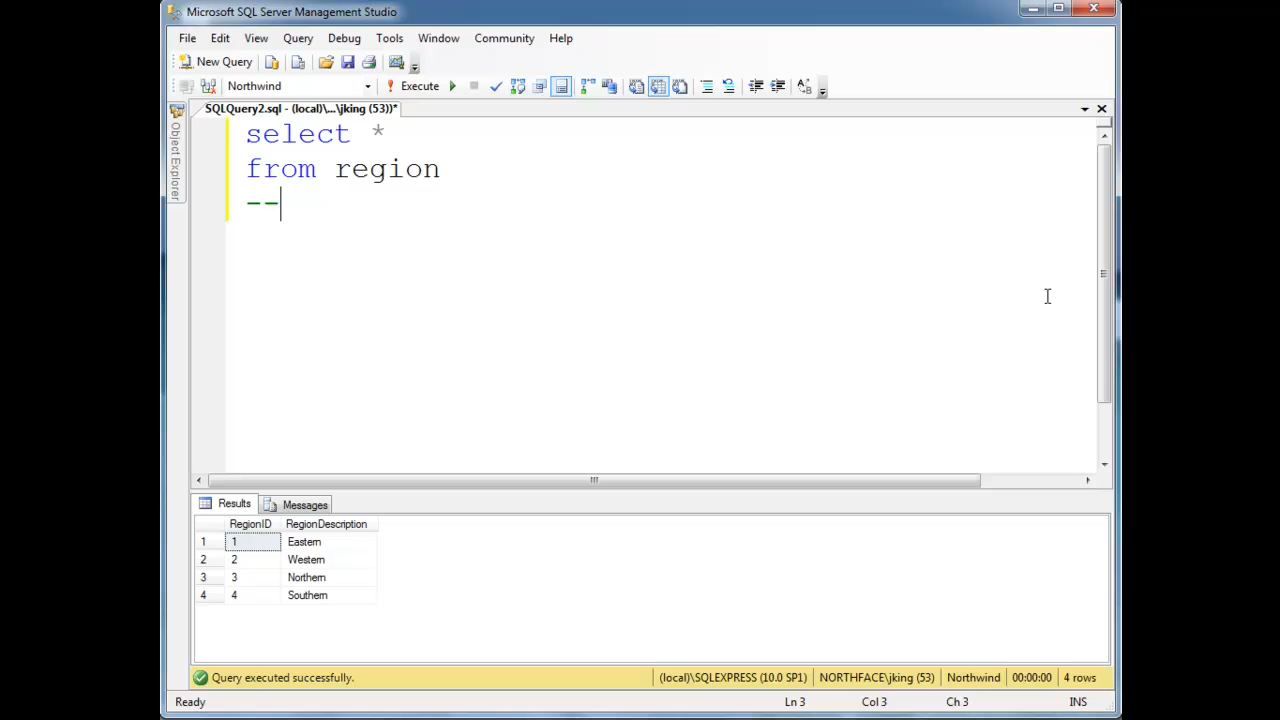 Microsoft SQL Server Management Studio
File Edit View Query Debug Tools Window Community Help
New Query
Northwind Execute
SQLQuery2.sql - (local)\...\jking (53))*
Object Explorer
select *
from region
--
Results Messages
RegionID RegionDescription
1 1 Eastern
2 2 Western
3 3 Northern
4 4 Southern
Query executed successfully. (local)\SQLEXPRESS (10.0 SP1) NORTHFACE\jking (53) Northwind 00:00:00 4 rows
Ready Ln 3 Col 3 Ch 3 INS